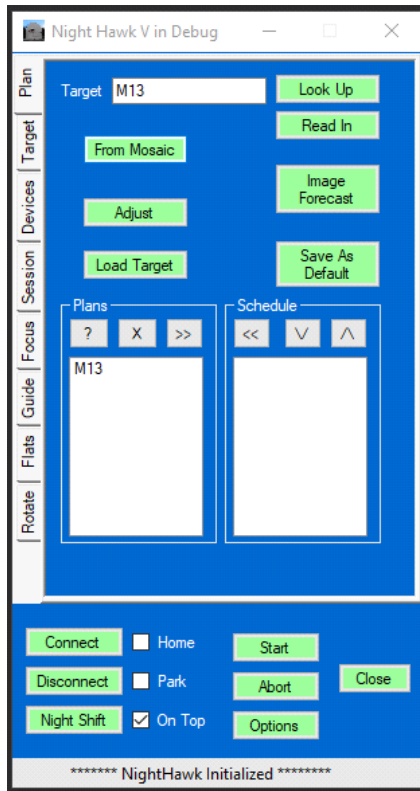 Night Hawk V in Debug
Plan
Target
Devices
Session
Focus
Guide
Flats
Rotate
Target M13 Look Up
Read In
From Mosaic
Image Forecast
Adjust
Load Target
Save As Default
Plans
? X >>
M13
Schedule
<< \/ /\
Connect Home Start
Disconnect Park Abort Close
Night Shift On Top Options
******* NightHawk Initialized ********